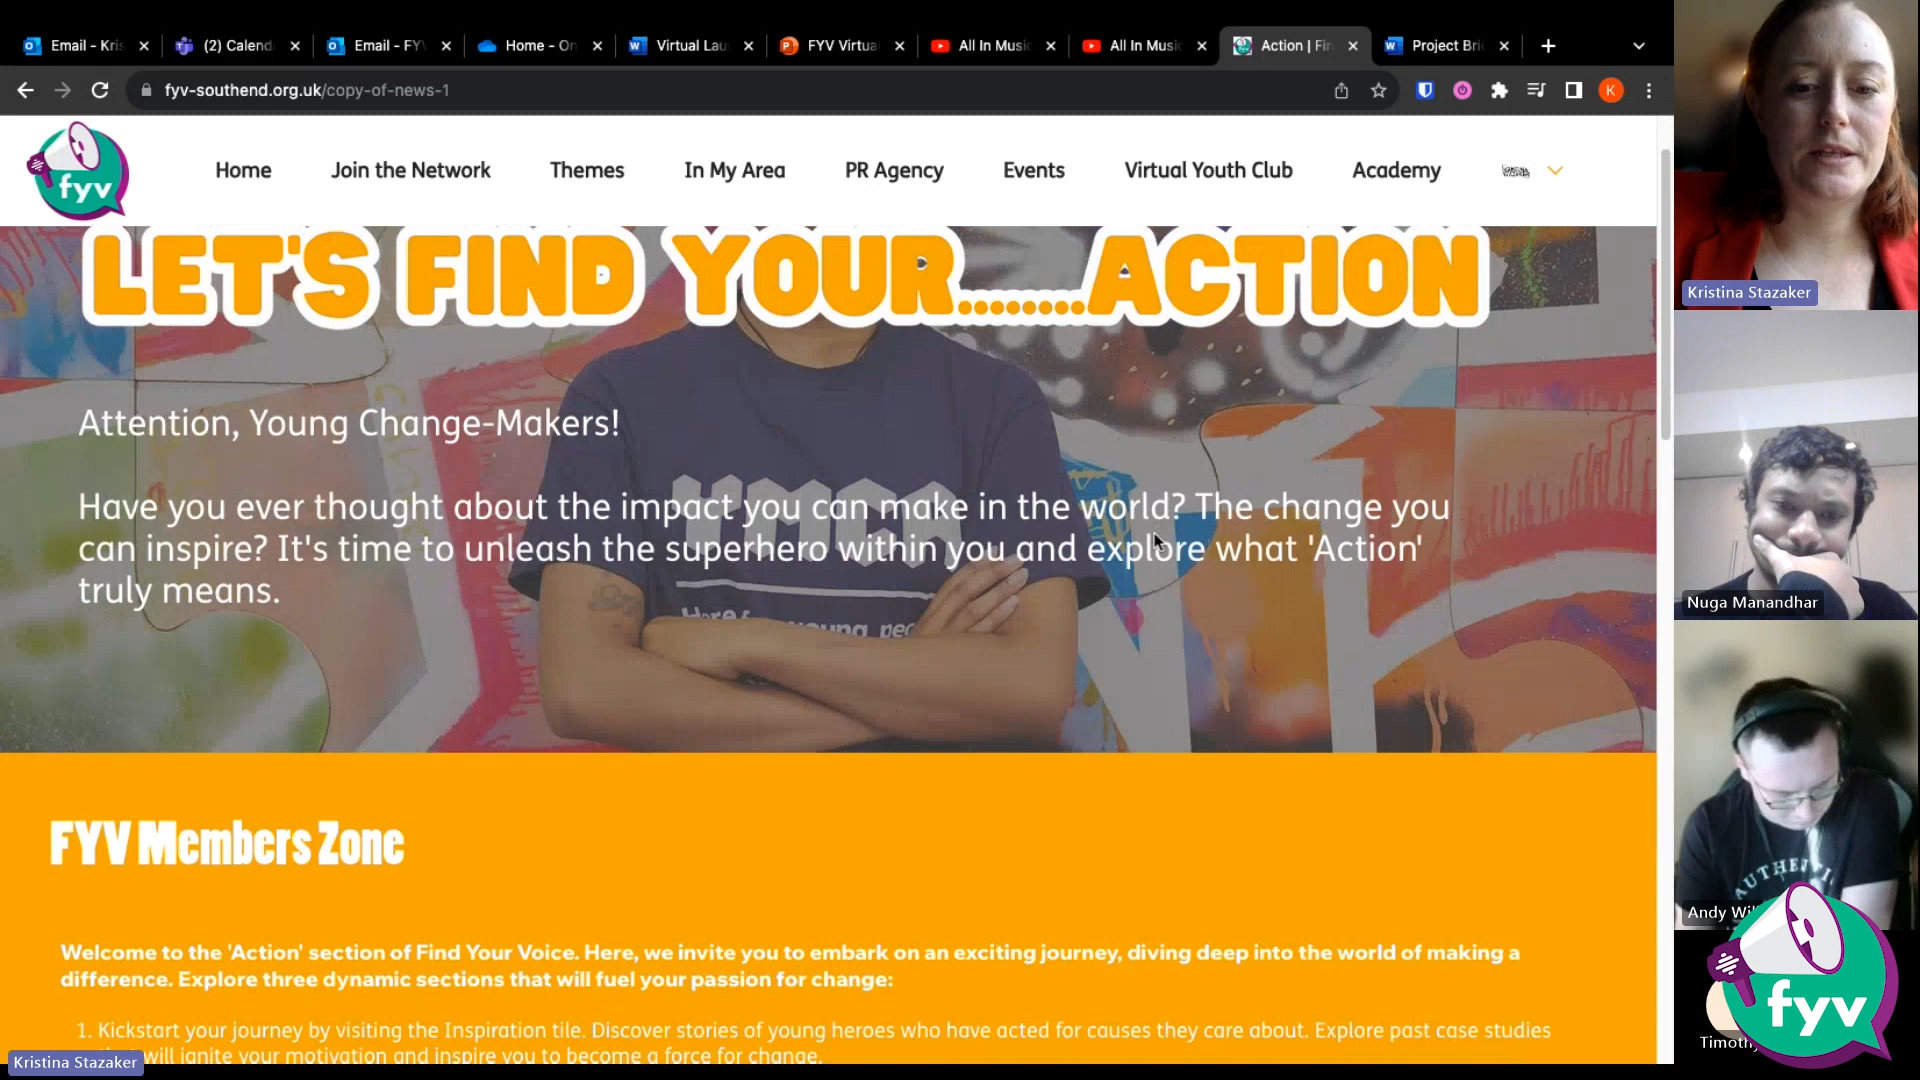 Email - Kris
(2) Calend
Email - FYV
Home - On
Virtual Lau
FYV Virtua
All In Music
All In Music
Action | Fin
Project Bri
fyv-southend.org.uk/copy-of-news-1
K
fyv
Home
Join the Network
Themes
In My Area
PR Agency
Events
Virtual Youth Club
Academy
LET'S FIND YOUR........ACTION
Attention, Young Change-Makers!
Have you ever thought about the impact you can make in the world? The change you
can inspire? It's time to unleash the superhero within you and explore what 'Action'
truly means.
YMCA
FYV Members Zone
Welcome to the 'Action' section of Find Your Voice. Here, we invite you to embark on an exciting journey, diving deep into the world of making a
difference. Explore three dynamic sections that will fuel your passion for change:
1. Kickstart your journey by visiting the Inspiration tile. Discover stories of young heroes who have acted for causes they care about. Explore past case studies
will ignite your motivation and inspire you to become a force for change.
Kristina Stazaker
Kristina Stazaker
Nuga Manandhar
AUTHENTI
Andy Wil
fyv
Timothy